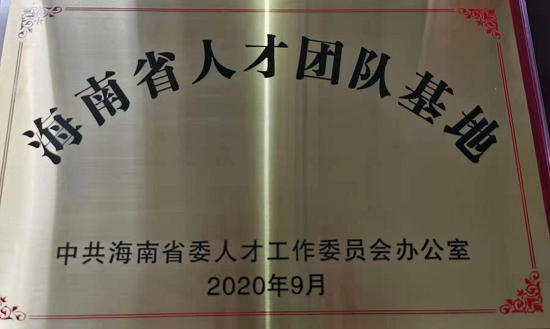 海南省人才团队基地
中共海南省委人才工作委员会办公室
2020年9月